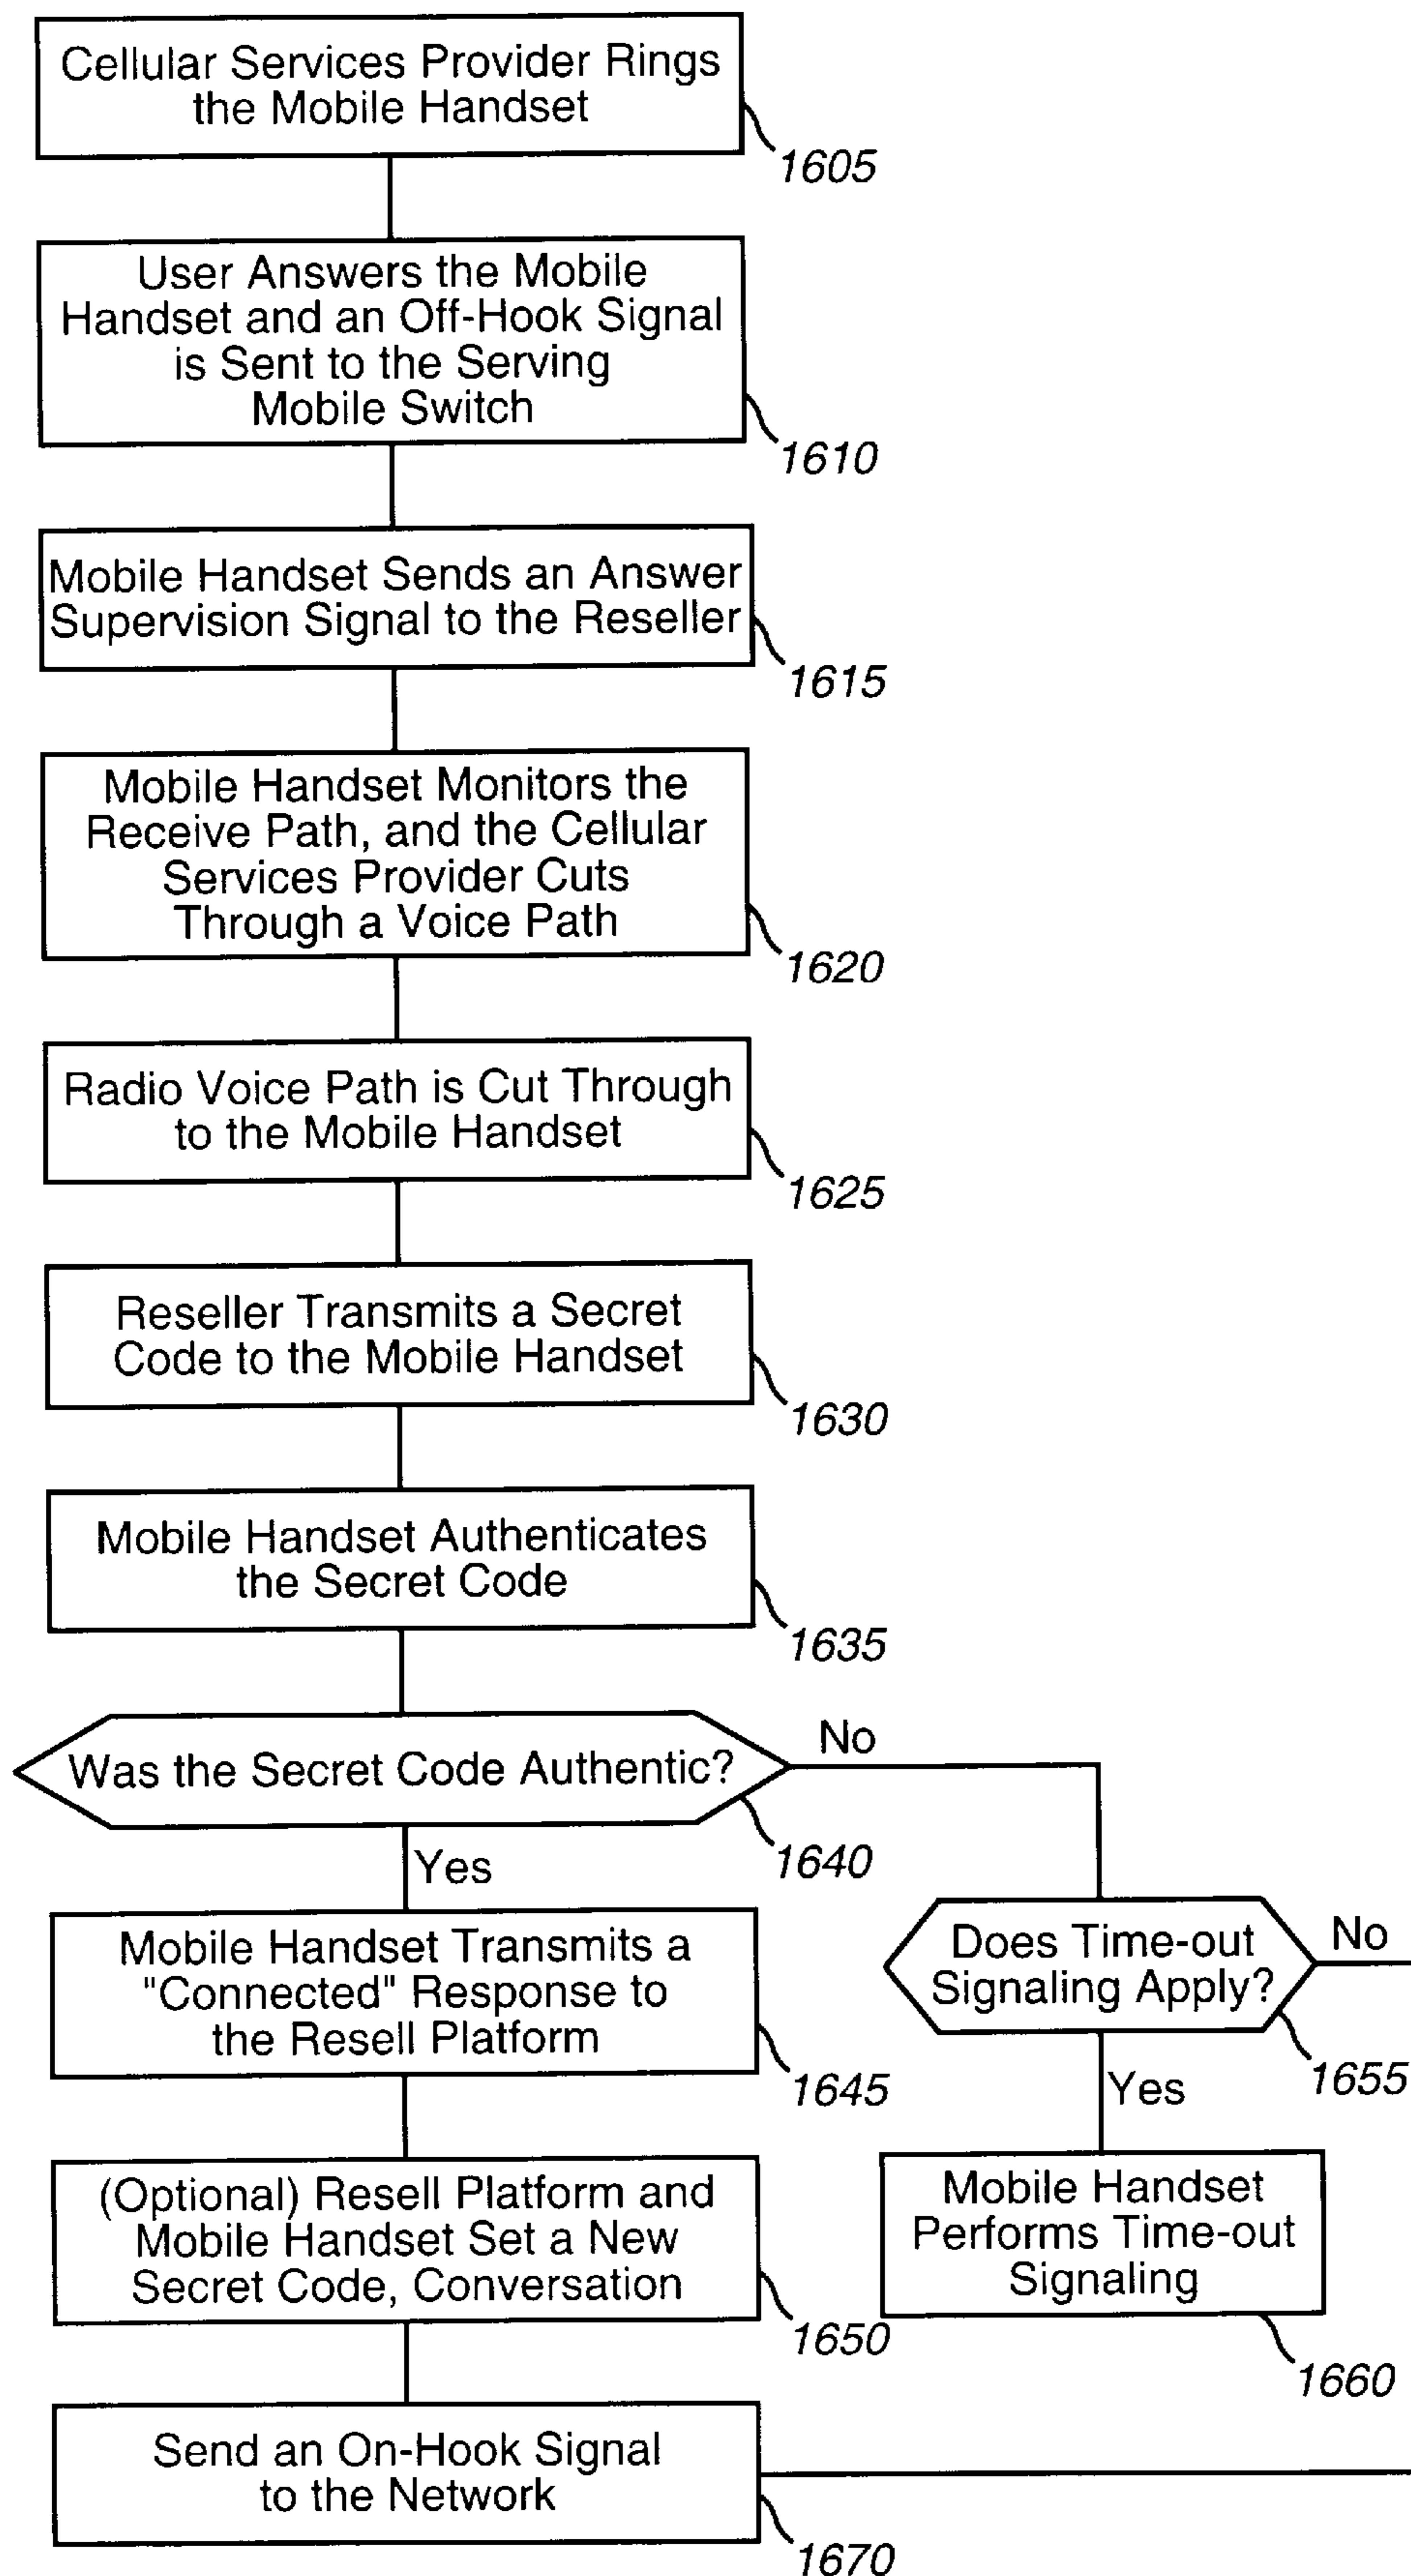 Cellular Services Provider Rings
the Mobile Handset
1605
User Answers the Mobile
Handset and an Off-Hook Signal
is Sent to the Serving
Mobile Switch
1610
Mobile Handset Sends an Answer
Supervision Signal to the Reseller
1615
Mobile Handset Monitors the
Receive Path, and the Cellular
Services Provider Cuts
Through a Voice Path
1620
Radio Voice Path is Cut Through
to the Mobile Handset
1625
Reseller Transmits a Secret
Code to the Mobile Handset
1630
Mobile Handset Authenticates
the Secret Code
1635
Was the Secret Code Authentic?
No
1640
Yes
Mobile Handset Transmits a
"Connected" Response to
the Resell Platform
1645
Does Time-out
Signaling Apply?
No
1655
Yes
(Optional) Resell Platform and
Mobile Handset Set a New
Secret Code, Conversation
1650
Mobile Handset
Performs Time-out
Signaling
1660
Send an On-Hook Signal
to the Network
1670